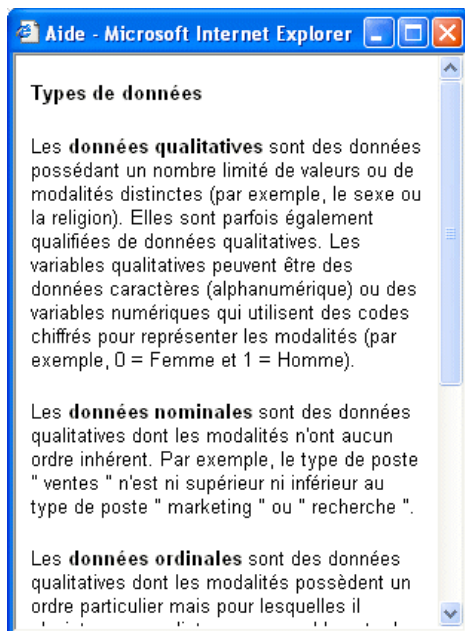 Aide - Microsoft Internet Explorer
Types de données
Les données qualitatives sont des données
possédant un nombre limité de valeurs ou de
modalités distinctes (par exemple, le sexe ou
la religion). Elles sont parfois également
qualifiées de données qualitatives. Les
variables qualitatives peuvent être des
données caractères (alphanumérique) ou des
variables numériques qui utilisent des codes
chiffrés pour représenter les modalités (par
exemple, 0 = Femme et 1 = Homme).
Les données nominales sont des données
qualitatives dont les modalités n'ont aucun
ordre inhérent. Par exemple, le type de poste
" ventes " n'est ni supérieur ni inférieur au
type de poste " marketing " ou " recherche ".
Les données ordinales sont des données
qualitatives dont les modalités possèdent un
ordre particulier mais pour lesquelles il